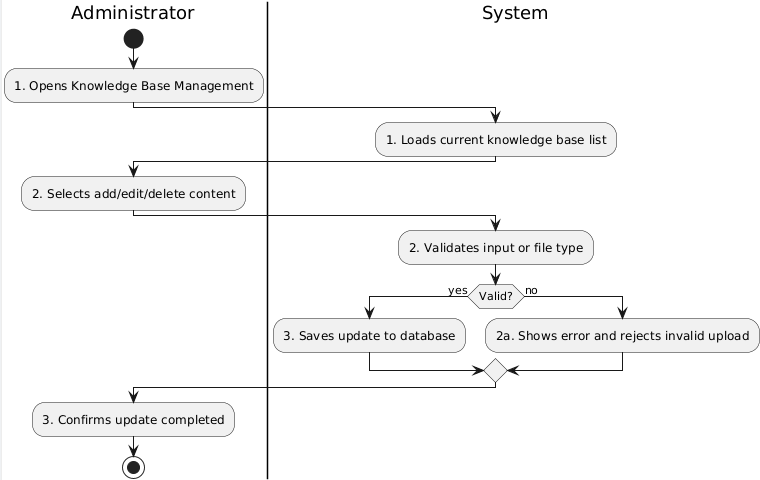 Administrator
System
1. Opens Knowledge Base Management
1. Loads current knowledge base list
2. Selects add/edit/delete content
2. Validates input or file type
yes
Valid?
no
3. Saves update to database
2a. Shows error and rejects invalid upload
3. Confirms update completed